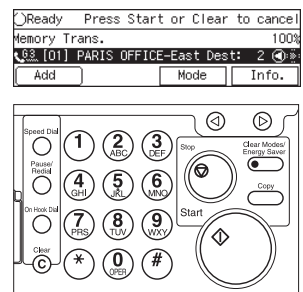 Ready Press Start or Clear to cancel
Memory Trans. 100%
G3 [01] PARIS OFFICE-East Dest: 2
Add Mode Info.
Speed Dial
1 2 ABC 3 DEF
Stop
Clear Modes/
Energy Saver
Pause/
Redial
4 GHI 5 JKL 6 MNO
Copy
On Hook Dial
7 PRS 8 TUV 9 WXY
Start
Clear
C * 0 OPER #